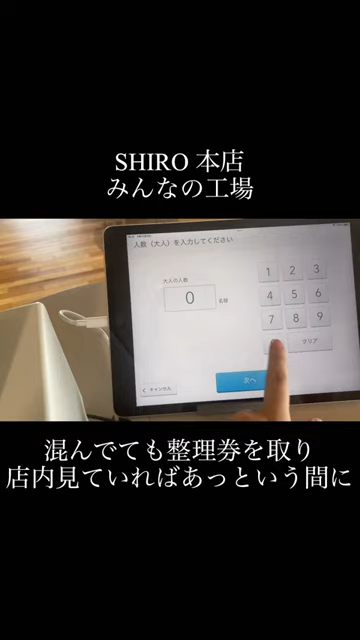 SHIRO 本店
みんなの工場
人数（大人）を入力してください
大人の人数
0
名様
1 2 3
4 5 6
7 8 9
クリア
キャンセル
次へ
混んでても整理券を取り
店内見ていればあっという間に